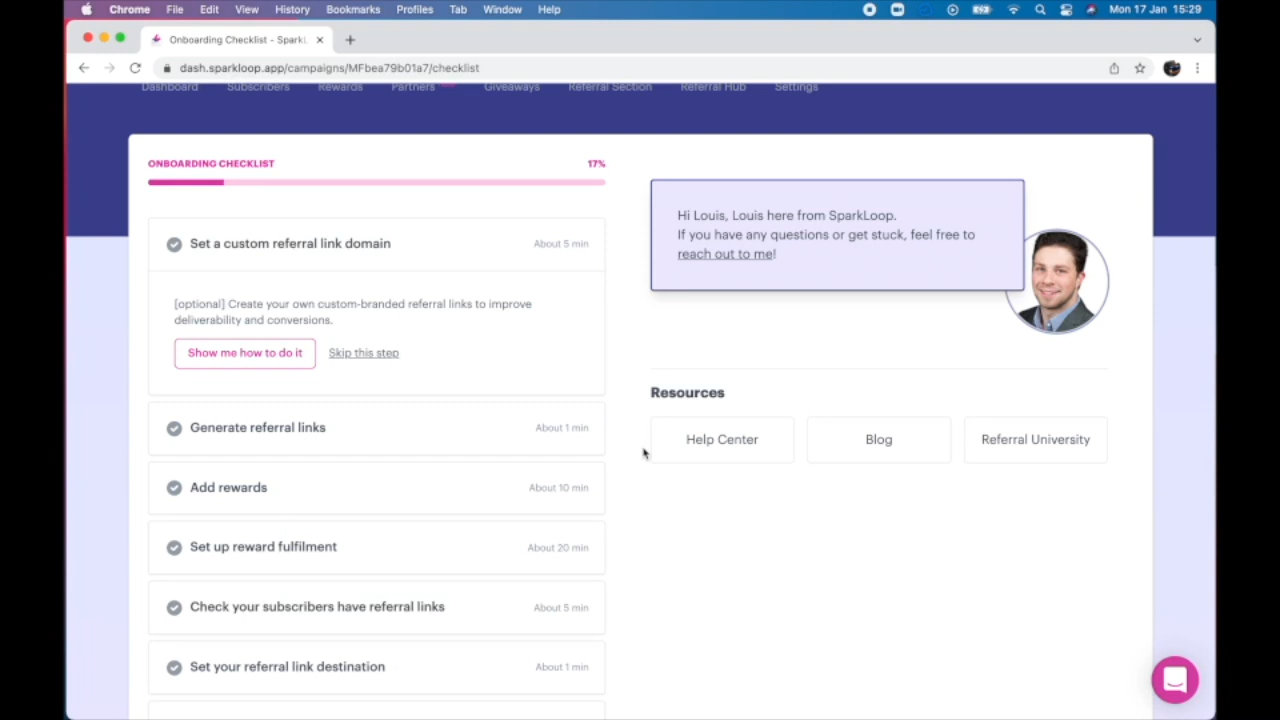 Chrome File Edit View History Bookmarks Profiles Tab Window Help Mon 17 Jan 15:29
Onboarding Checklist - Spark
dash.sparkloop.app/campaigns/MFbea79b01a7/checklist
Dashboard Subscribers Rewards Partners Giveaways Referral Section Referral Hub Settings
ONBOARDING CHECKLIST 17%
Set a custom referral link domain About 5 min
[optional] Create your own custom-branded referral links to improve
deliverability and conversions.
Show me how to do it Skip this step
Generate referral links About 1 min
Add rewards About 10 min
Set up reward fulfilment About 20 min
Check your subscribers have referral links About 5 min
Set your referral link destination About 1 min
Hi Louis, Louis here from SparkLoop.
If you have any questions or get stuck, feel free to
reach out to me!
Resources
Help Center Blog Referral University